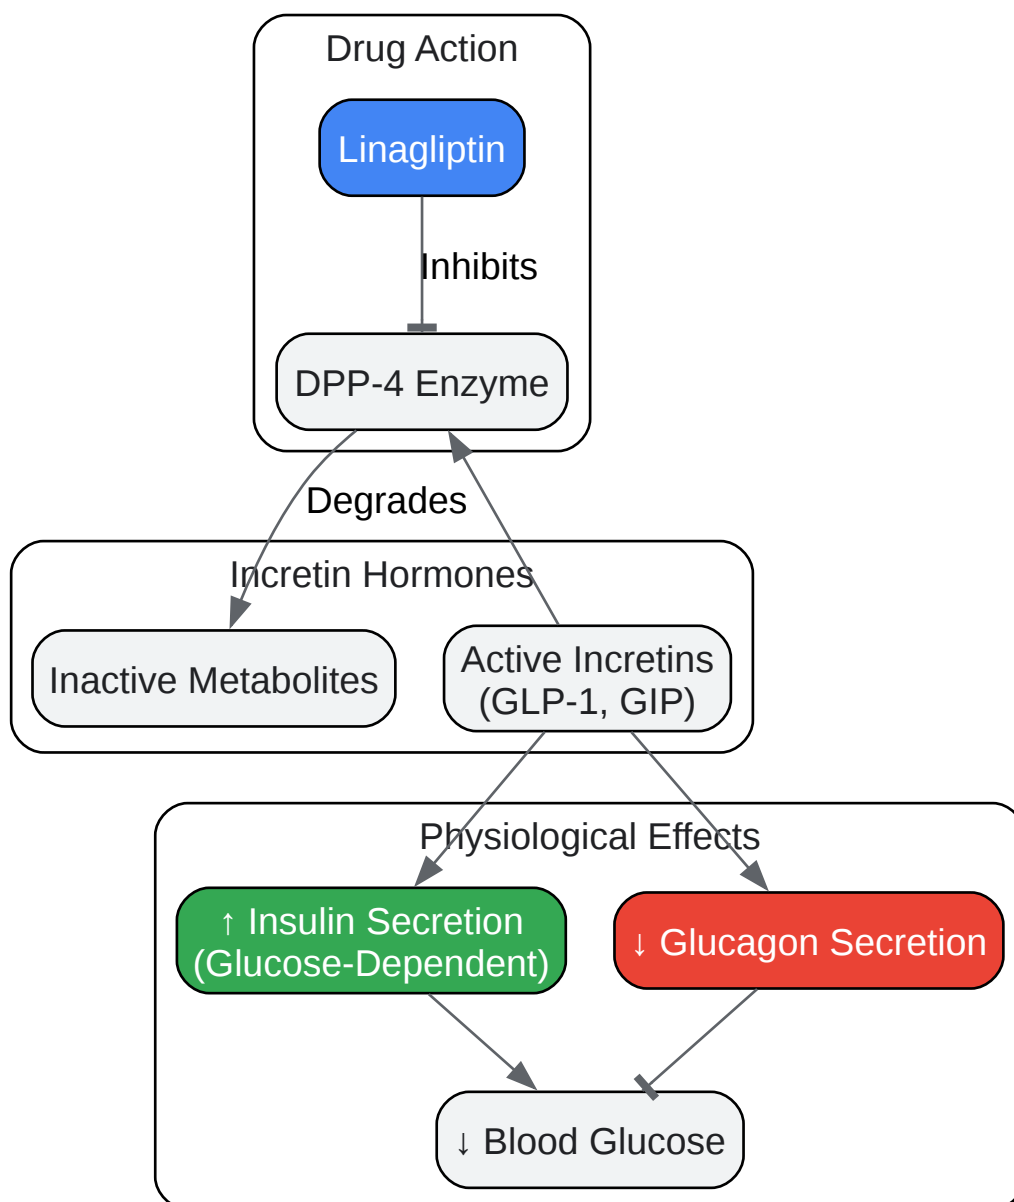 Drug Action
Linagliptin
Inhibits
DPP-4 Enzyme
Degrades
Incretin Hormones
Inactive Metabolites
Active Incretins
(GLP-1, GIP)
Physiological Effects
↑ Insulin Secretion
(Glucose-Dependent)
↓ Glucagon Secretion
↓ Blood Glucose